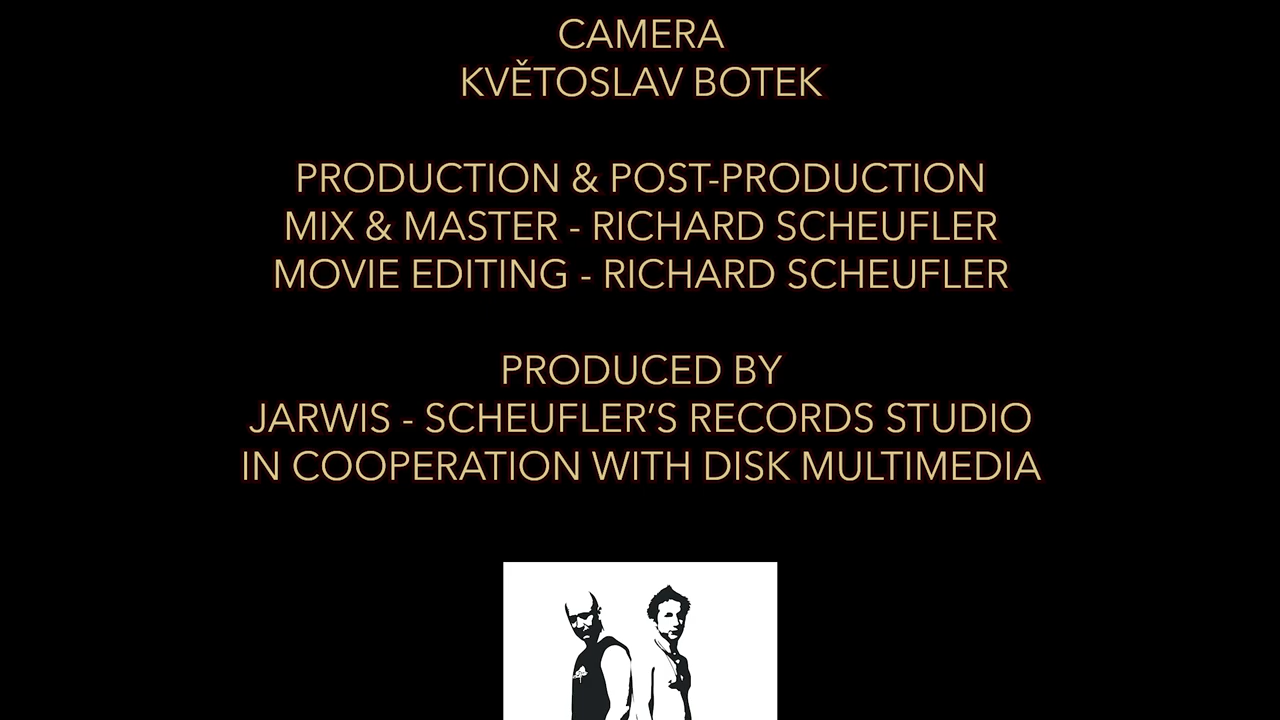 CAMERA
KVĚTOSLAV BOTEK
PRODUCTION & POST-PRODUCTION
MIX & MASTER - RICHARD SCHEUFLER
MOVIE EDITING - RICHARD SCHEUFLER
PRODUCED BY
JARWIS - SCHEUFLER’S RECORDS STUDIO
IN COOPERATION WITH DISK MULTIMEDIA